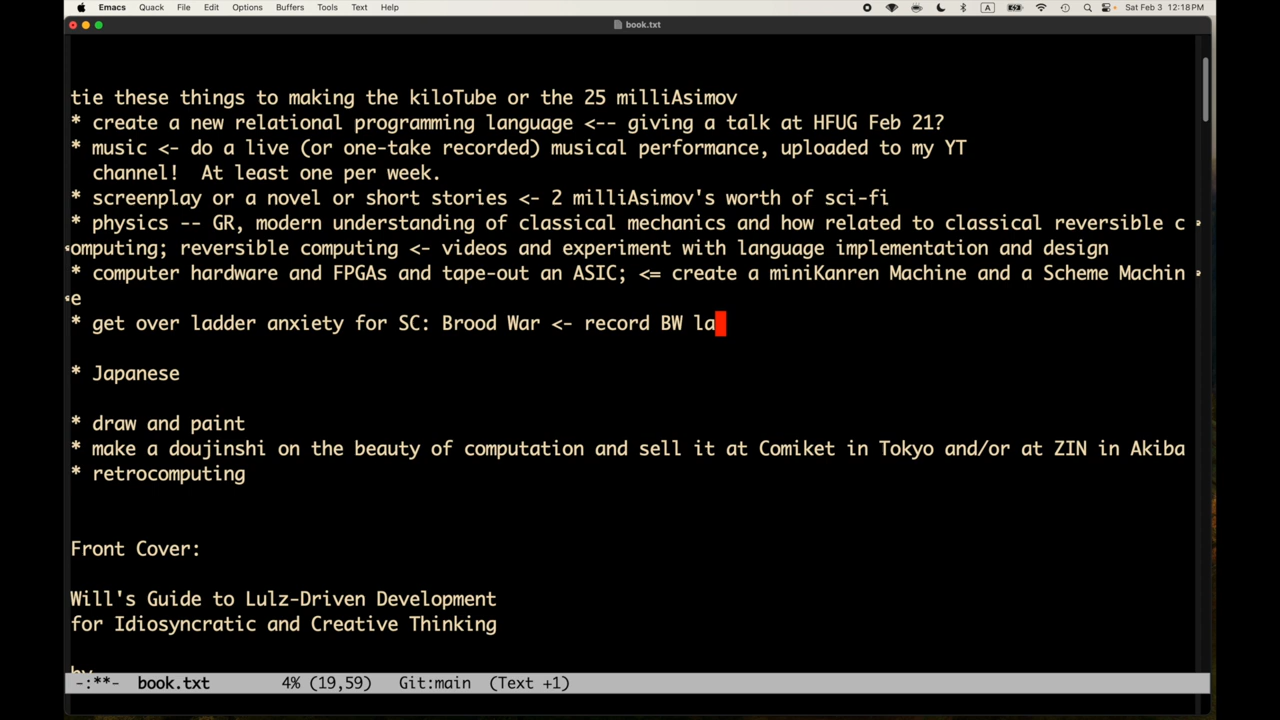 Emacs Quack File Edit Options Buffers Tools Text Help A Sat Feb 3 12:18 PM
book.txt
tie these things to making the kiloTube or the 25 milliAsimov
* create a new relational programming language <-- giving a talk at HFUG Feb 21?
* music <- do a live (or one-take recorded) musical performance, uploaded to my YT
channel! At least one per week.
* screenplay or a novel or short stories <- 2 milliAsimov's worth of sci-fi
* physics -- GR, modern understanding of classical mechanics and how related to classical reversible c
omputing; reversible computing <- videos and experiment with language implementation and design
* computer hardware and FPGAs and tape-out an ASIC; <= create a miniKanren Machine and a Scheme Machin
e
* get over ladder anxiety for SC: Brood War <- record BW la
* Japanese
* draw and paint
* make a doujinshi on the beauty of computation and sell it at Comiket in Tokyo and/or at ZIN in Akiba
* retrocomputing
Front Cover:
Will's Guide to Lulz-Driven Development
for Idiosyncratic and Creative Thinking
by
-:**- book.txt 4% (19,59) Git:main (Text +1)